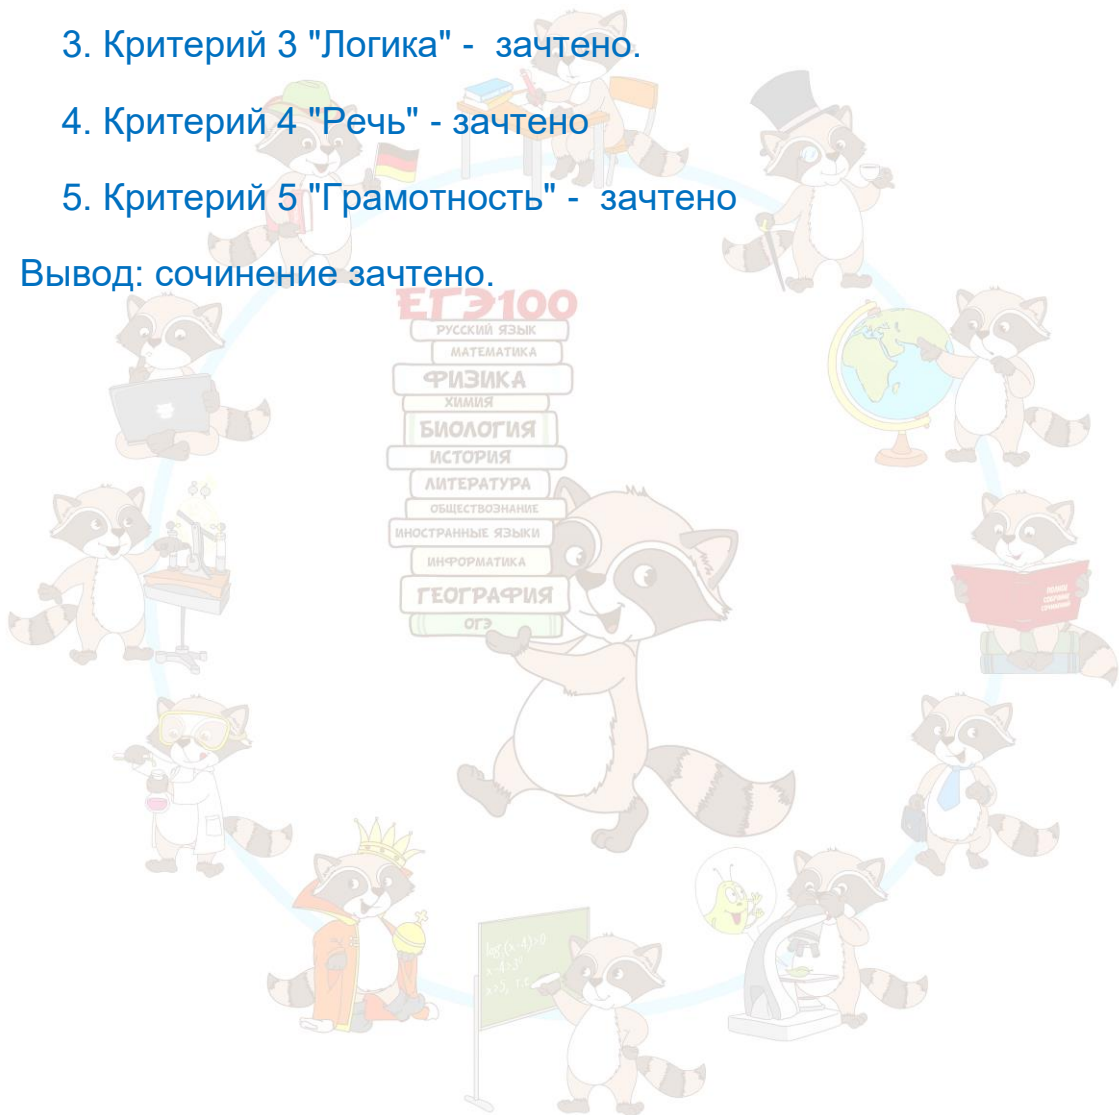 3. Критерий 3 "Логика" - зачтено.
4. Критерий 4 "Речь" - зачтено
5. Критерий 5 "Грамотность" - зачтено
Вывод: сочинение зачтено.
ЕГЭ100
РУССКИЙ ЯЗЫК
МАТЕМАТИКА
ФИЗИКА
ХИМИЯ
БИОЛОГИЯ
ИСТОРИЯ
ЛИТЕРАТУРА
ОБЩЕСТВОЗНАНИЕ
ИНОСТРАННЫЕ ЯЗЫКИ
ИНФОРМАТИКА
ГЕОГРАФИЯ
ОГЭ